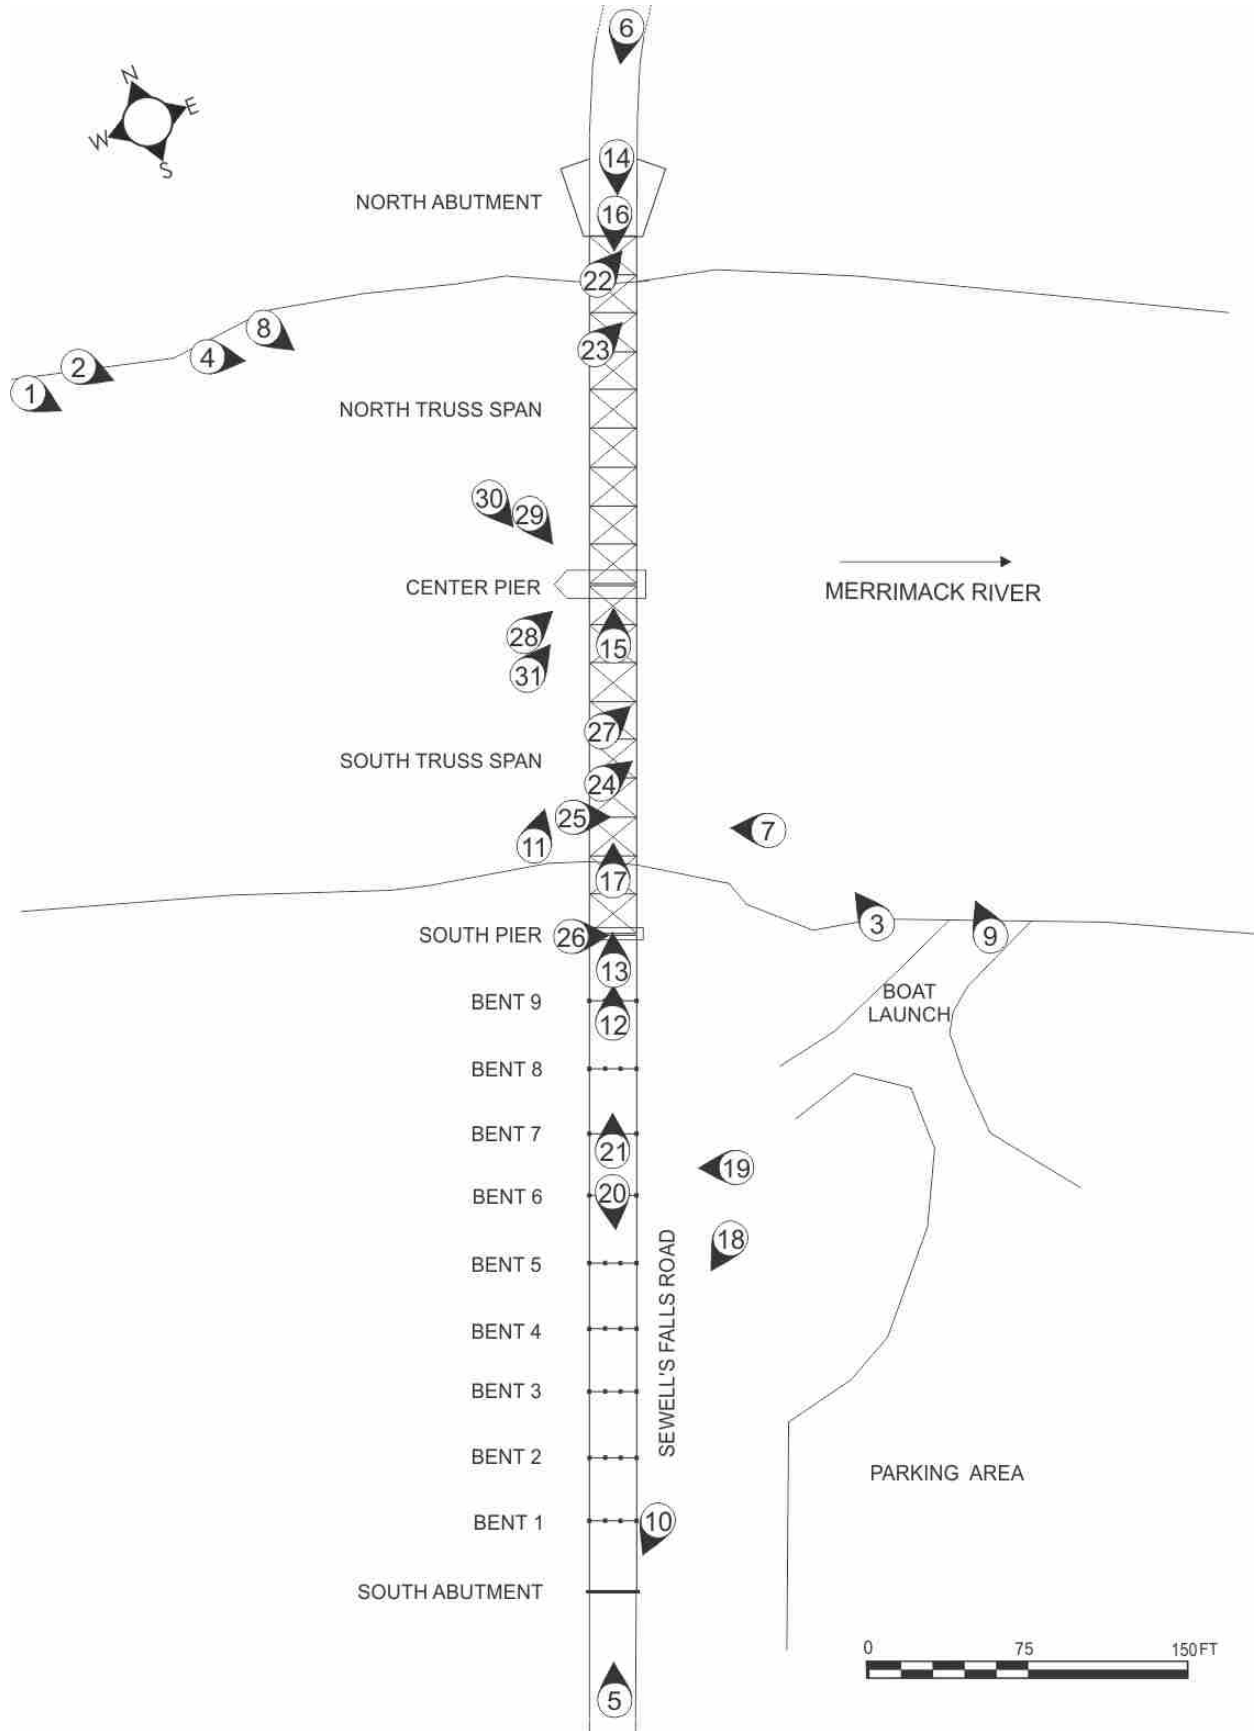 6
N
E
W
S
14
NORTH ABUTMENT
16
22
8
23
4
2
1
NORTH TRUSS SPAN
30
29
CENTER PIER
MERRIMACK RIVER
28
15
31
27
SOUTH TRUSS SPAN
24
25
7
11
17
3
SOUTH PIER
26
9
13
BOAT
LAUNCH
BENT 9
12
BENT 8
BENT 7
21
19
BENT 6
20
18
BENT 5
SEWELL'S FALLS ROAD
BENT 4
BENT 3
BENT 2
PARKING AREA
BENT 1
10
SOUTH ABUTMENT
0 75 150 FT
5